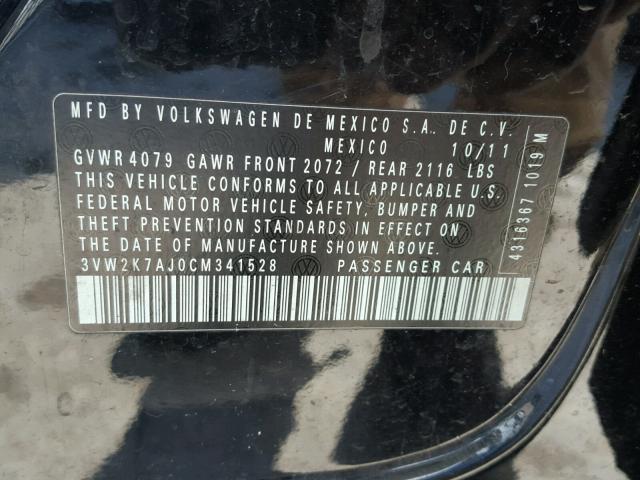 MFD BY VOLKSWAGEN DE MEXICO S.A., DE C.V.
MEXICO 10/11
GVWR 4079 GAWR FRONT 2072 / REAR 2116 LBS
THIS VEHICLE CONFORMS TO ALL APPLICABLE U.S.
FEDERAL MOTOR VEHICLE SAFETY, BUMPER AND
THEFT PREVENTION STANDARDS IN EFFECT ON
THE DATE OF MANUFACTURE SHOWN ABOVE.
3VW2K7AJ0CM341528 PASSENGER CAR
4316367 1019 M